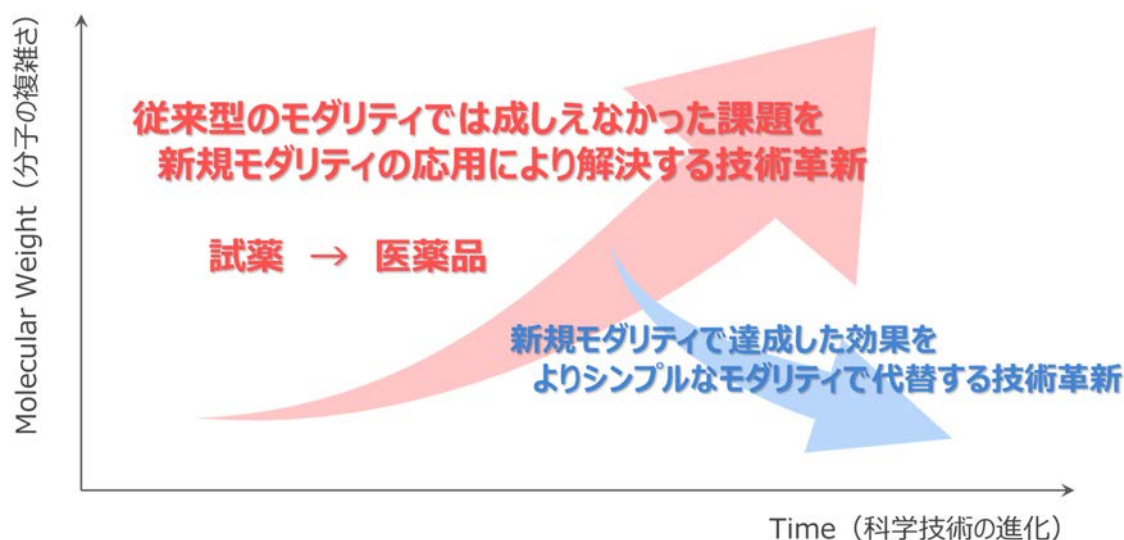 Molecular Weight（分子の複雑さ）
従来型のモダリティでは成しえなかった課題を
新規モダリティの応用により解決する技術革新
試薬 → 医薬品
新規モダリティで達成した効果を
よりシンプルなモダリティで代替する技術革新
Time（科学技術の進化）